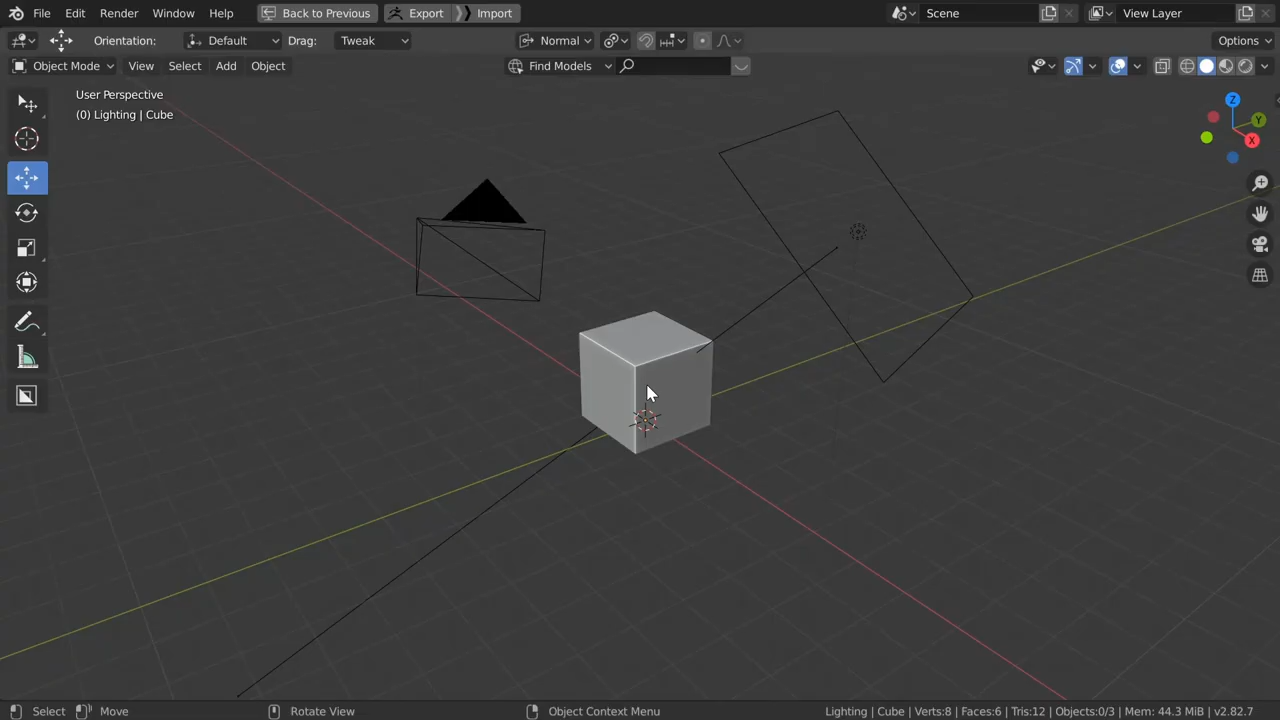 File Edit Render Window Help Back to Previous Export Import Scene View Layer
Orientation: Default Drag: Tweak Normal Options
Object Mode View Select Add Object Find Models
User Perspective
(0) Lighting | Cube
Z
Y
X
Select Move Rotate View Object Context Menu Lighting | Cube | Verts:8 | Faces:6 | Tris:12 | Objects:0/3 | Mem: 44.3 MiB | v2.82.7